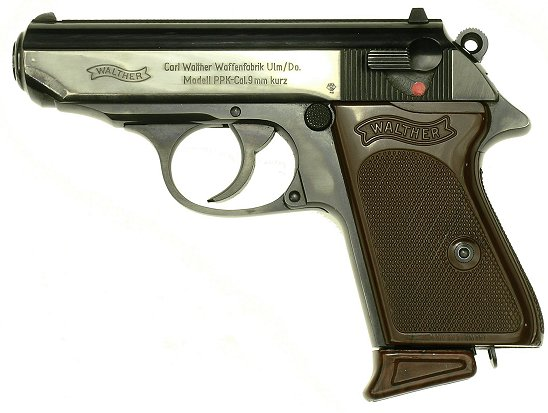 WALTHER
Carl Walther Waffenfabrik Ulm/Do.
Modell PPK-Cal.9mm kurz
WALTHER